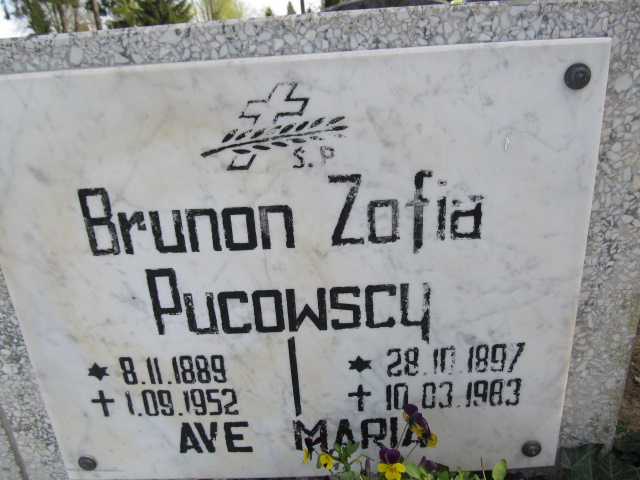 Ś.P.
Brunon Zofia
Pucowscy
8.11.1889 28.10.1897
1.09.1952 10.03.1983
AVE MARIA